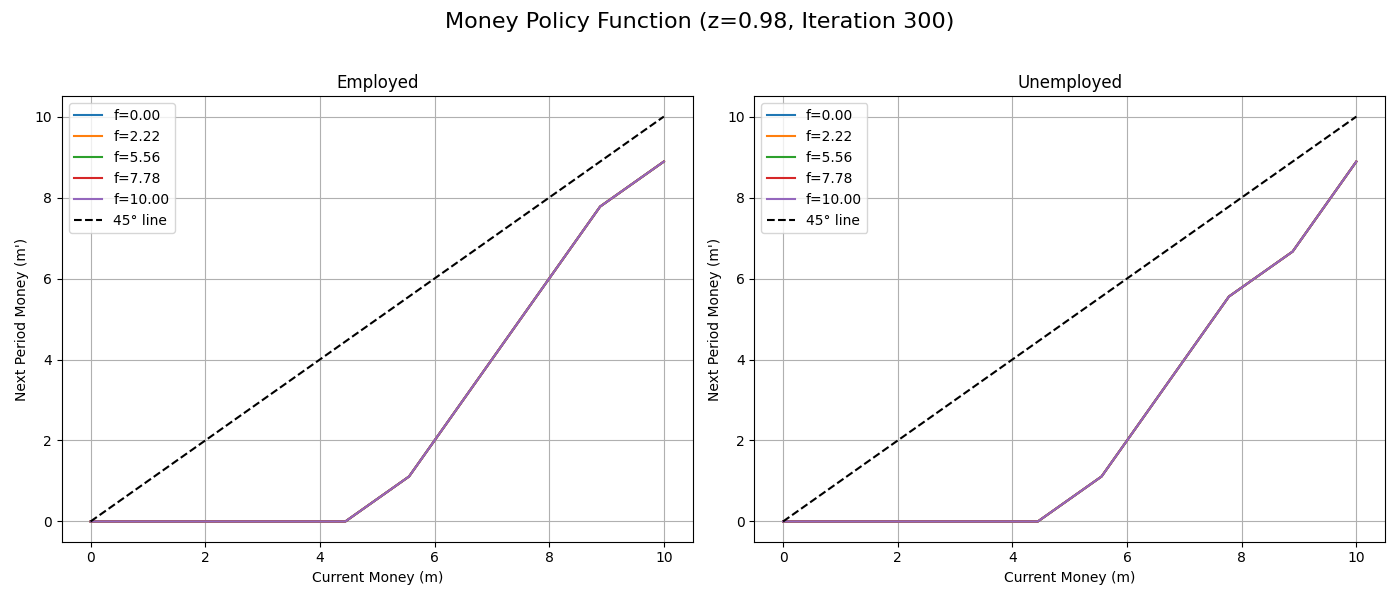 Money Policy Function (z=0.98, Iteration 300)
Employed
f=0.00
f=2.22
f=5.56
f=7.78
f=10.00
45° line
10
8
6
4
2
0
Next Period Money (m')
0 2 4 6 8 10
Current Money (m)
Unemployed
f=0.00
f=2.22
f=5.56
f=7.78
f=10.00
45° line
10
8
6
4
2
0
Next Period Money (m')
0 2 4 6 8 10
Current Money (m)